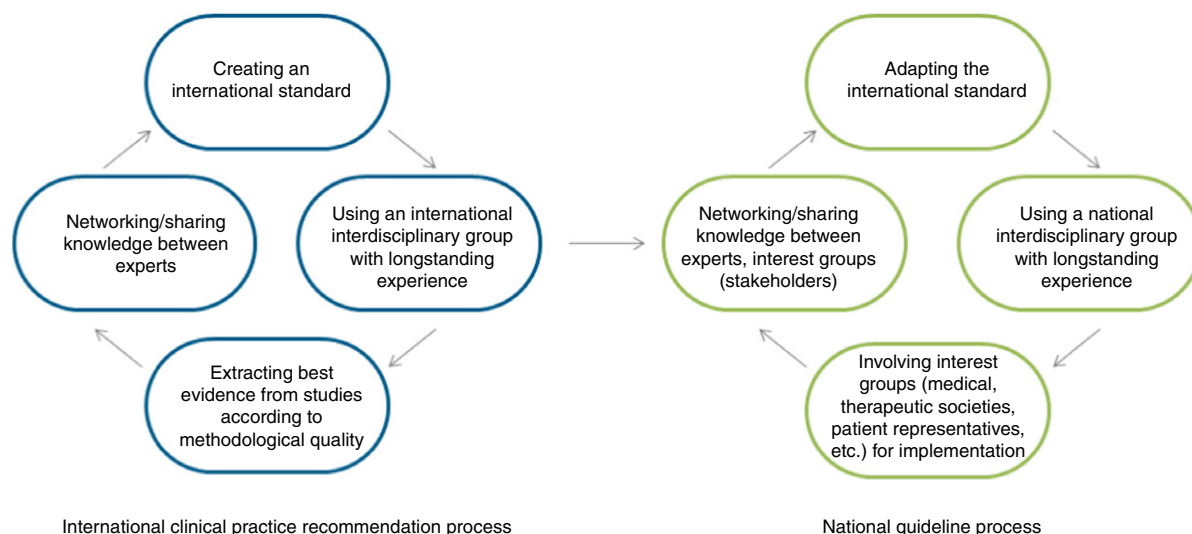 Creating an
international standard
Using an international
interdisciplinary group
with longstanding
experience
Extracting best
evidence from studies
according to
methodological quality
Networking/sharing
knowledge between
experts
International clinical practice recommendation process
Adapting the
international standard
Using a national
interdisciplinary group
with longstanding
experience
Involving interest
groups (medical,
therapeutic societies,
patient representatives,
etc.) for implementation
Networking/sharing
knowledge between
experts, interest groups
(stakeholders)
National guideline process